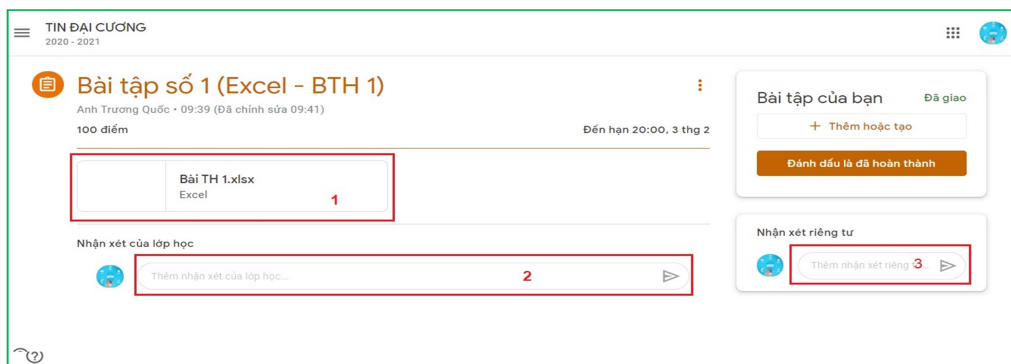 TIN ĐẠI CƯƠNG
2020 - 2021
Bài tập số 1 (Excel - BTH 1)
Anh Trương Quốc • 09:39 (Đã chỉnh sửa 09:41)
100 điểm
Đến hạn 20:00, 3 thg 2
Bài TH 1.xlsx
Excel
1
Nhận xét của lớp học
Thêm nhận xét của lớp học...
2
Bài tập của bạn
Đã giao
+ Thêm hoặc tạo
Đánh dấu là đã hoàn thành
Nhận xét riêng tư
Thêm nhận xét riêng
3